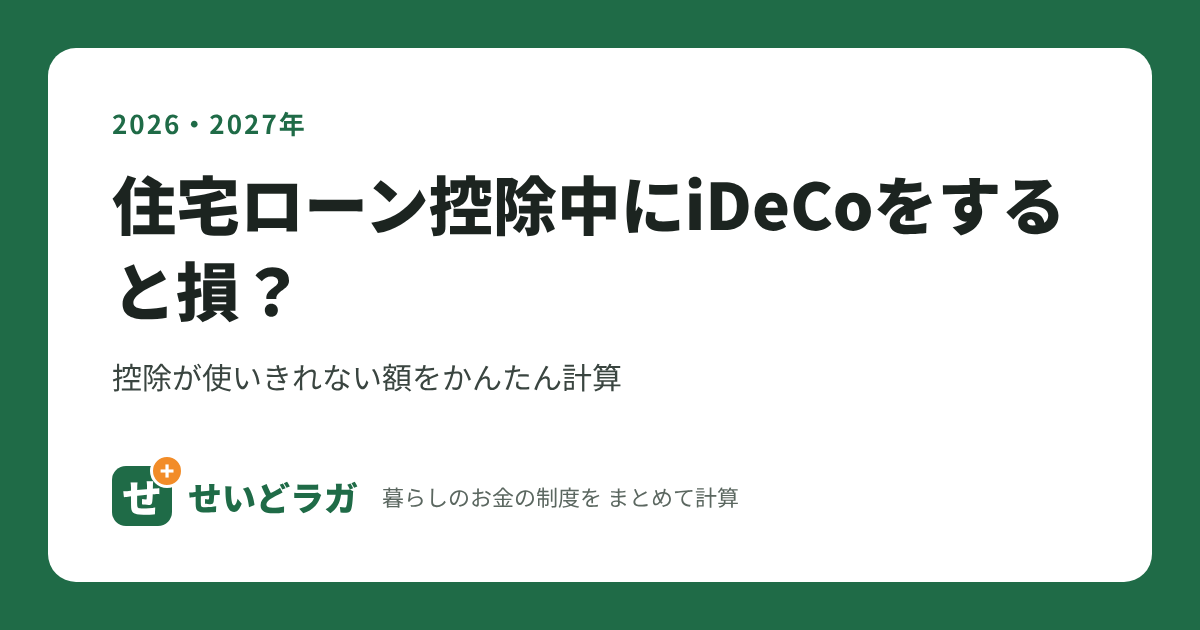 2026・2027年
住宅ローン控除中にiDeCoをする
と損？
控除が使いきれない額をかんたん計算
せ+
せいどラガ 暮らしのお金の制度を まとめて計算